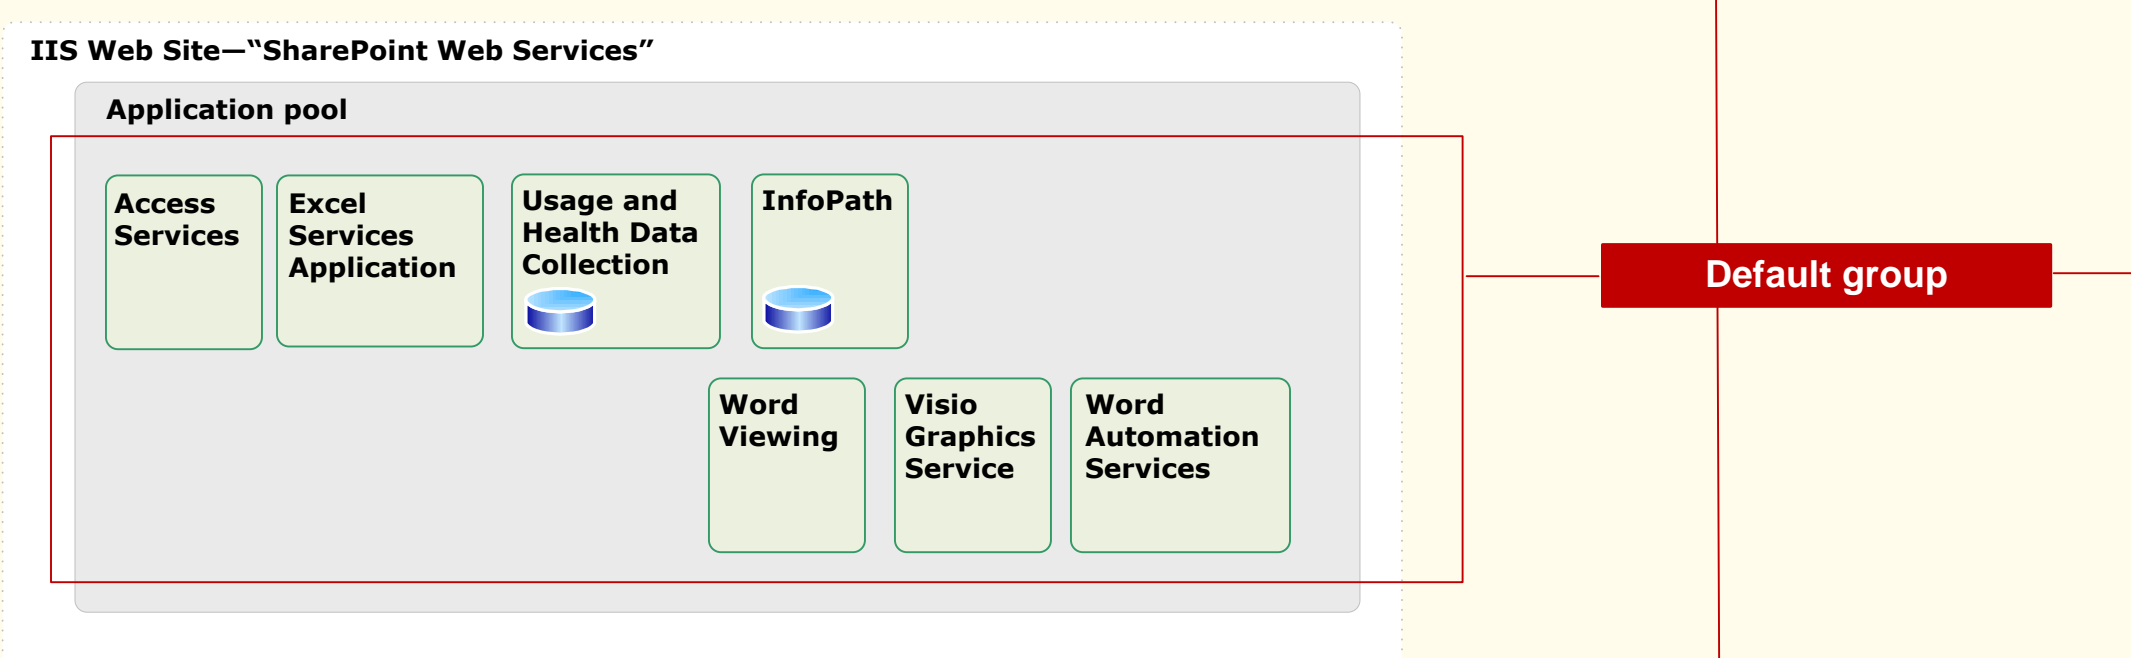 IIS Web Site—“SharePoint Web Services”
Application pool
Access
Services
Excel
Services
Application
Usage and
Health Data
Collection
InfoPath
Default group
Word
Viewing
Visio
Graphics
Service
Word
Automation
Services